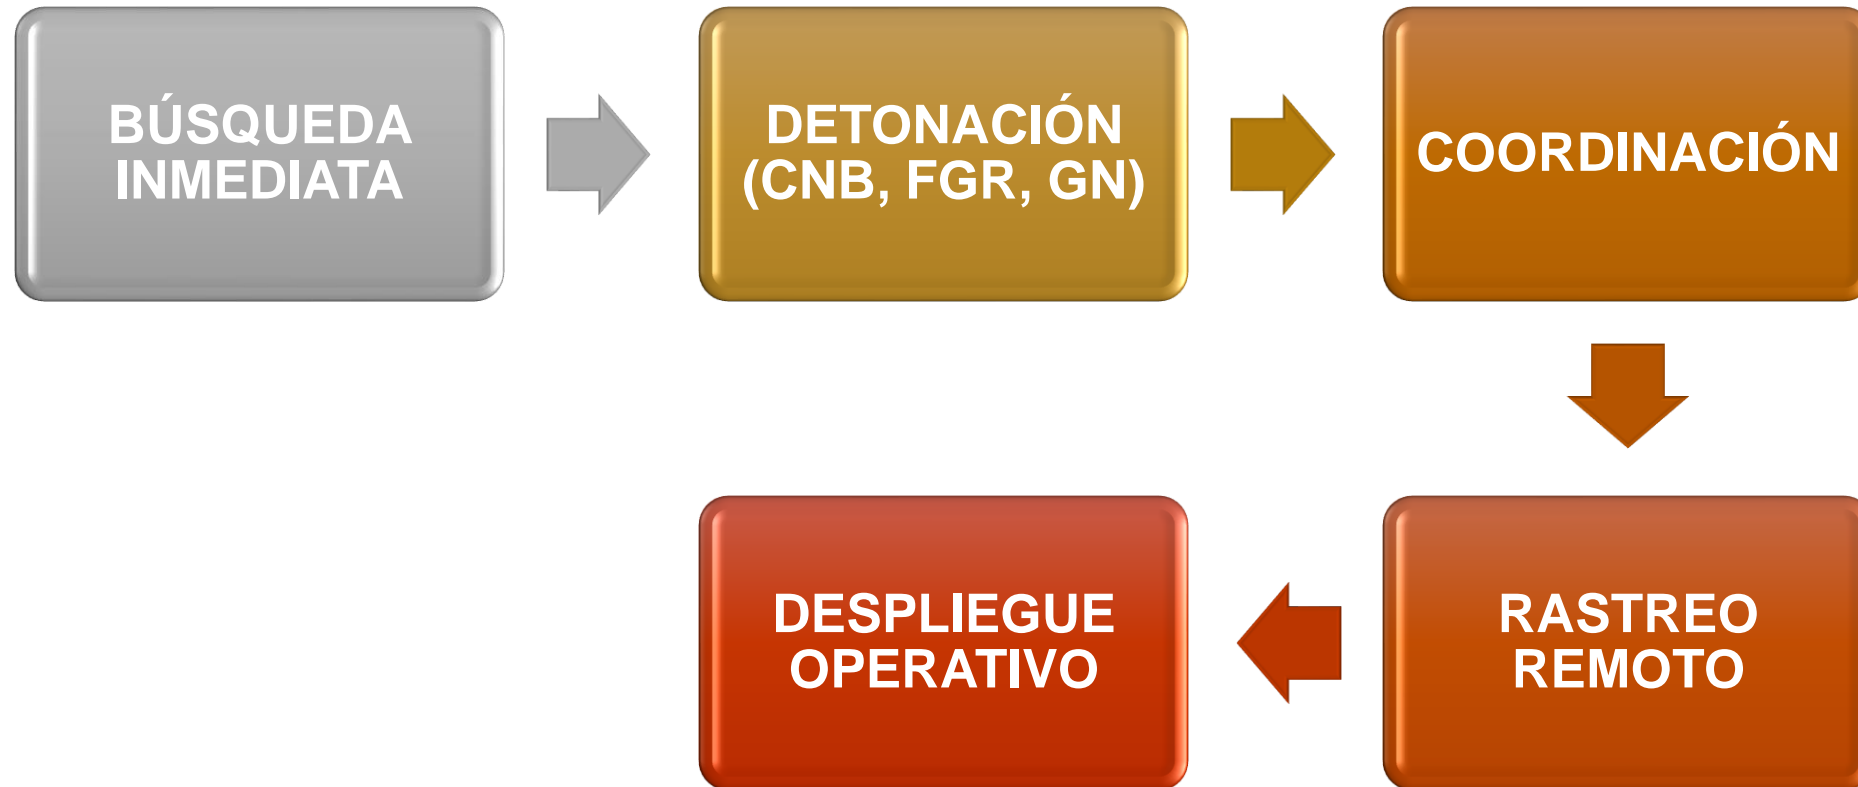 BÚSQUEDA
INMEDIATA
DETONACIÓN
(CNB, FGR, GN)
COORDINACIÓN
RASTREO
REMOTO
DESPLIEGUE
OPERATIVO